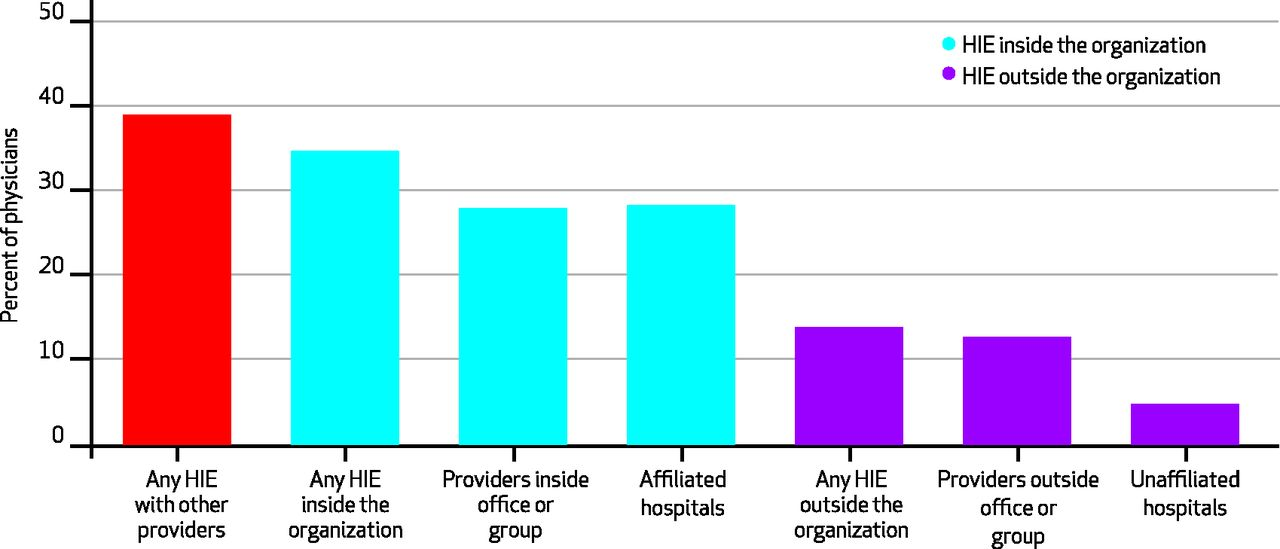 50
40
30
20
10
0
Percent of physicians
HIE inside the organization
HIE outside the organization
Any HIE
with other
providers
Any HIE
inside the
organization
Providers inside
office or
group
Affiliated
hospitals
Any HIE
outside the
organization
Providers outside
office or
group
Unaffiliated
hospitals